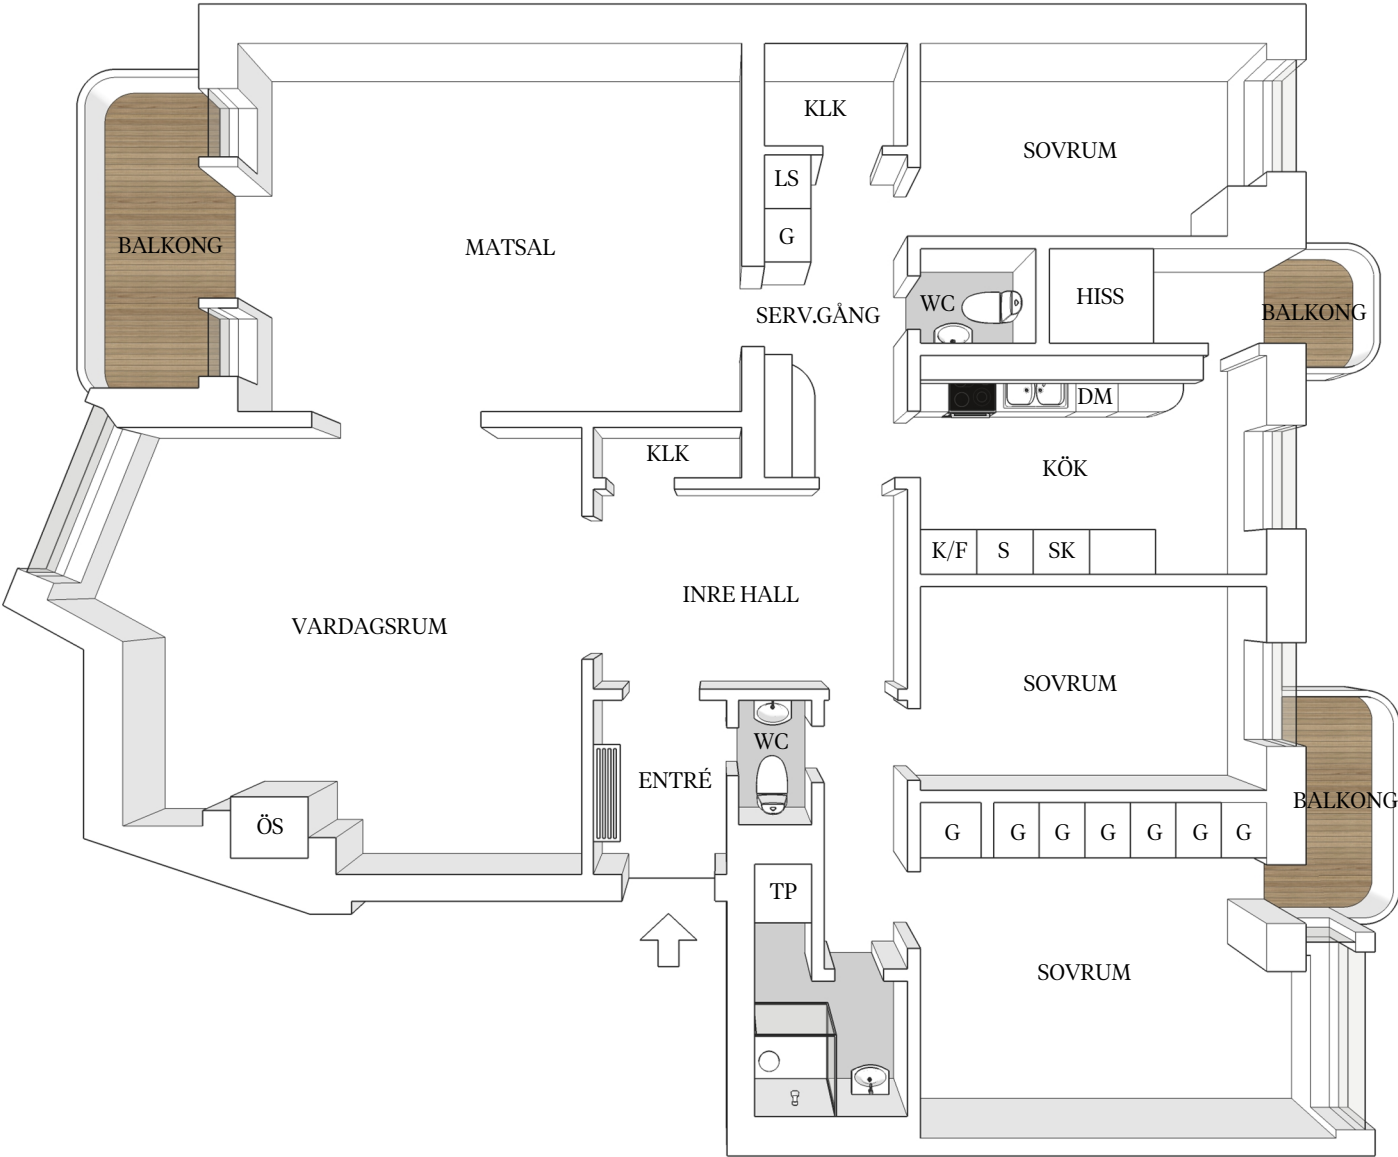 KLK
SOVRUM
LS
G
BALKONG
MATSAL
SERV.GÅNG
WC
HISS
BALKONG
DM
KLK
KÖK
K/F
S
SK
INRE HALL
VARDAGSRUM
SOVRUM
WC
ENTRÉ
BALKONG
ÖS
G
G
G
G
G
G
G
TP
SOVRUM